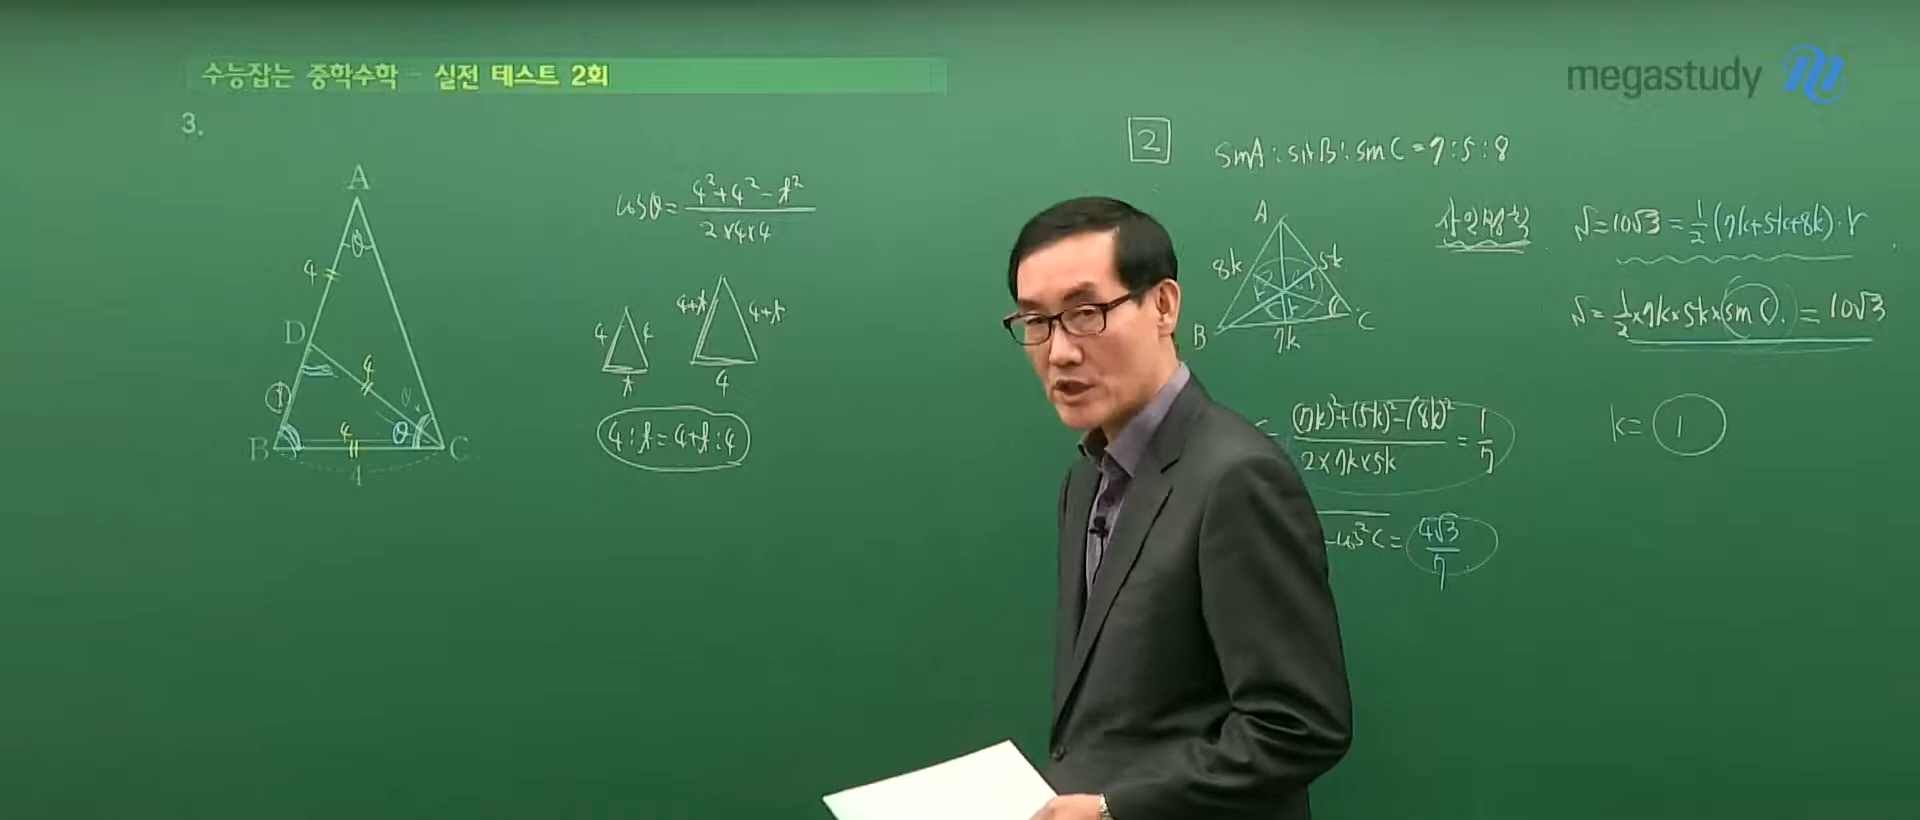 수능잡는 중학수학 - 실전 테스트 2회
megastudy
3.
A
θ
4
D
4
B
4
θ
C
4
cosθ = (4²+4²-k²)/(2×4×4)
4
k
k
4+k
4+k
4
4:k=4+k:4
2
sinA : sinB : sinC = 7:5:8
A
8k
5k
B
7k
C
사인법칙
S=10√3=1/2(7k+5k+8k)·r
S=1/2×7k×5k×sinC=10√3
((7k)²+(5k)²-(8k)²)/(2×7k×5k) = 1/7
k= 1
-cos²C= 4√3/7